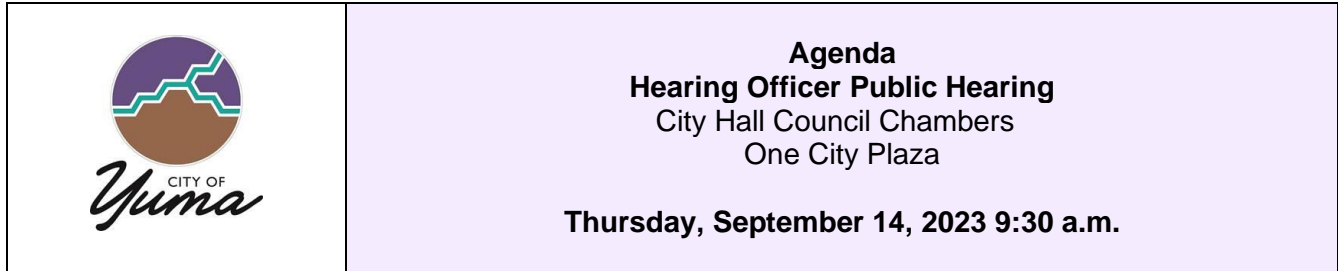 CITY OF
Yuma
Agenda
Hearing Officer Public Hearing
City Hall Council Chambers
One City Plaza
Thursday, September 14, 2023 9:30 a.m.